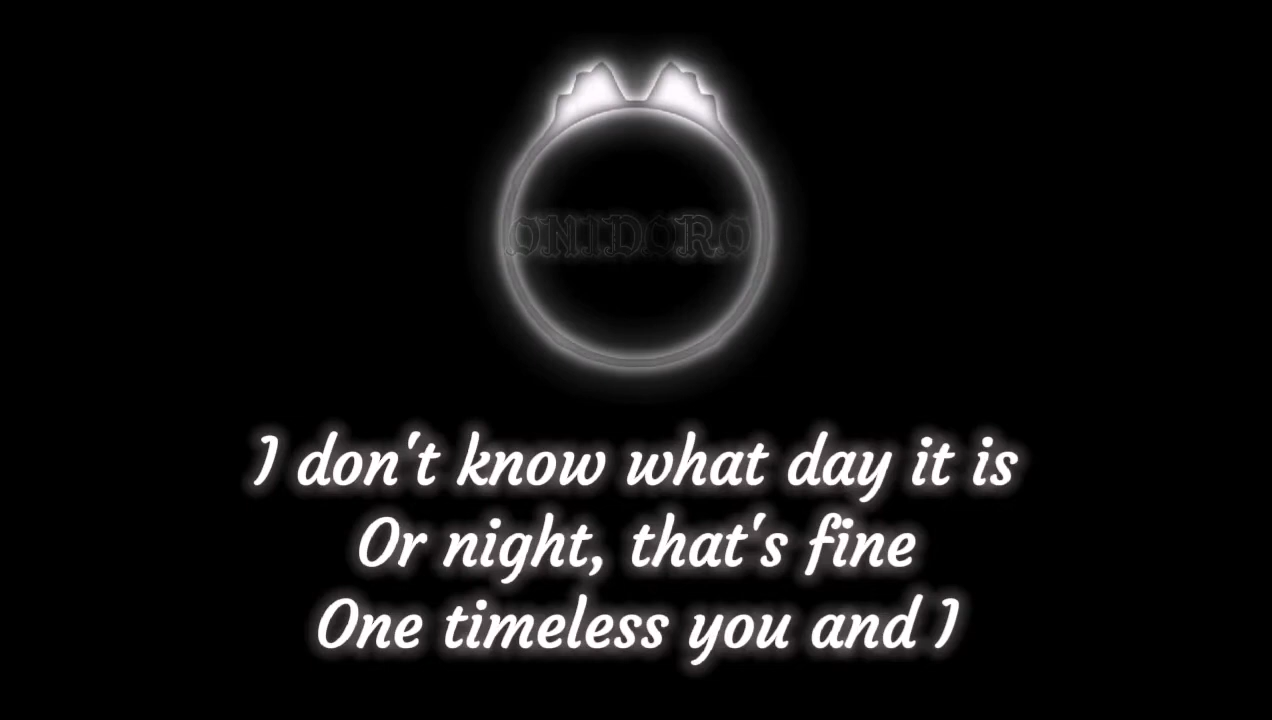 ONIDORO
I don't know what day it is
Or night, that's fine
One timeless you and I